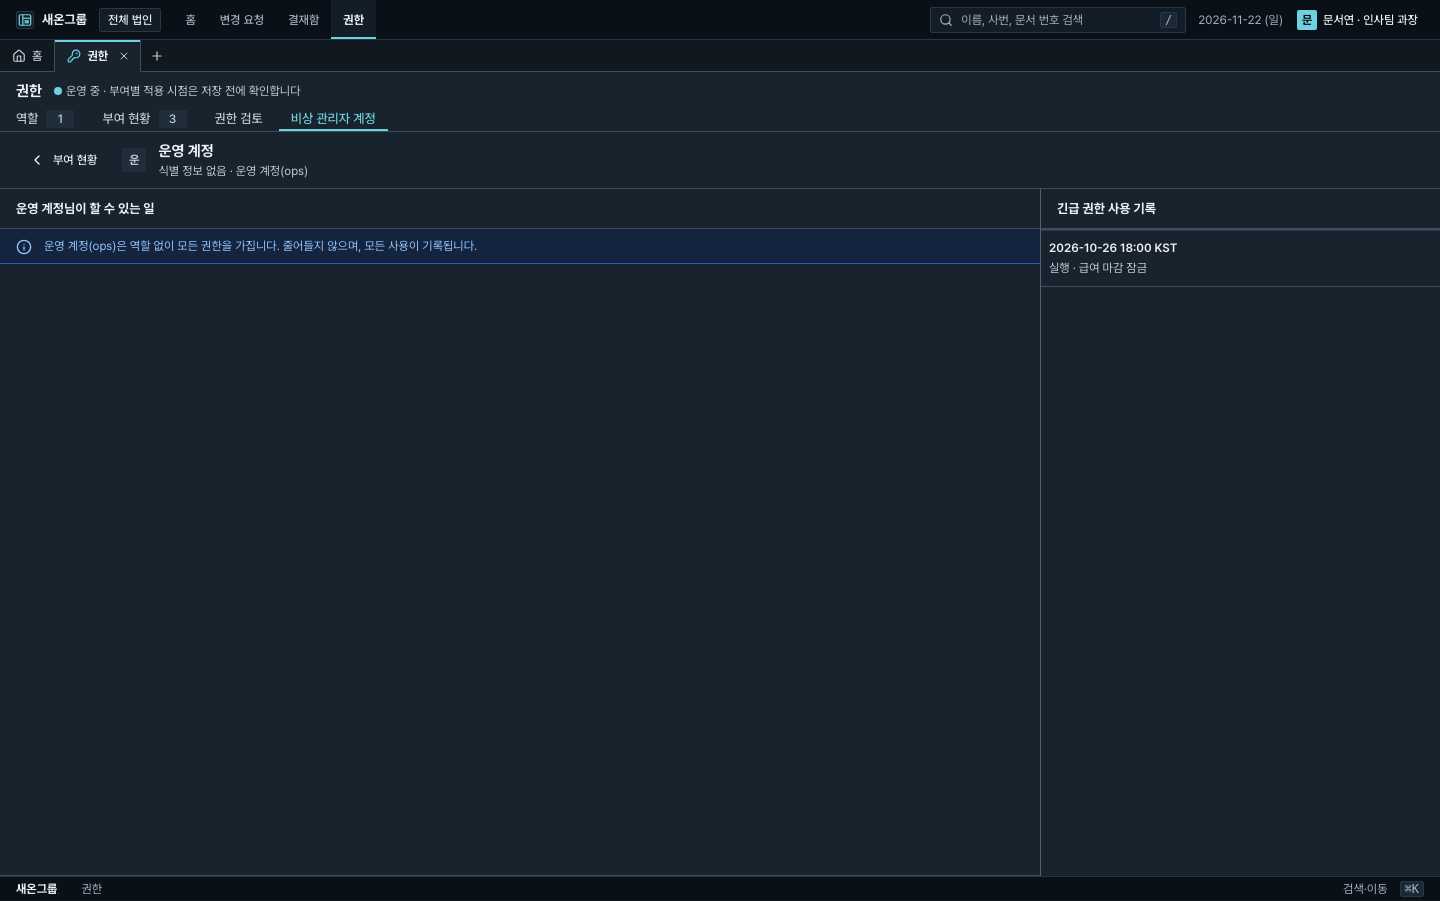 새온그룹 전체 법인 홈 변경 요청 결재함 권한 이름, 사번, 문서 번호 검색 / 2026-11-22 (일) 문 문서연 · 인사팀 과장
홈 권한
권한 운영 중 · 부여별 적용 시점은 저장 전에 확인합니다
역할 1 부여 현황 3 권한 검토 비상 관리자 계정
부여 현황 운 운영 계정
식별 정보 없음 · 운영 계정(ops)
운영 계정님이 할 수 있는 일
운영 계정(ops)은 역할 없이 모든 권한을 가집니다. 줄어들지 않으며, 모든 사용이 기록됩니다.
긴급 권한 사용 기록
2026-10-26 18:00 KST
실행 · 급여 마감 잠금
새온그룹 권한 검색·이동 ⌘K